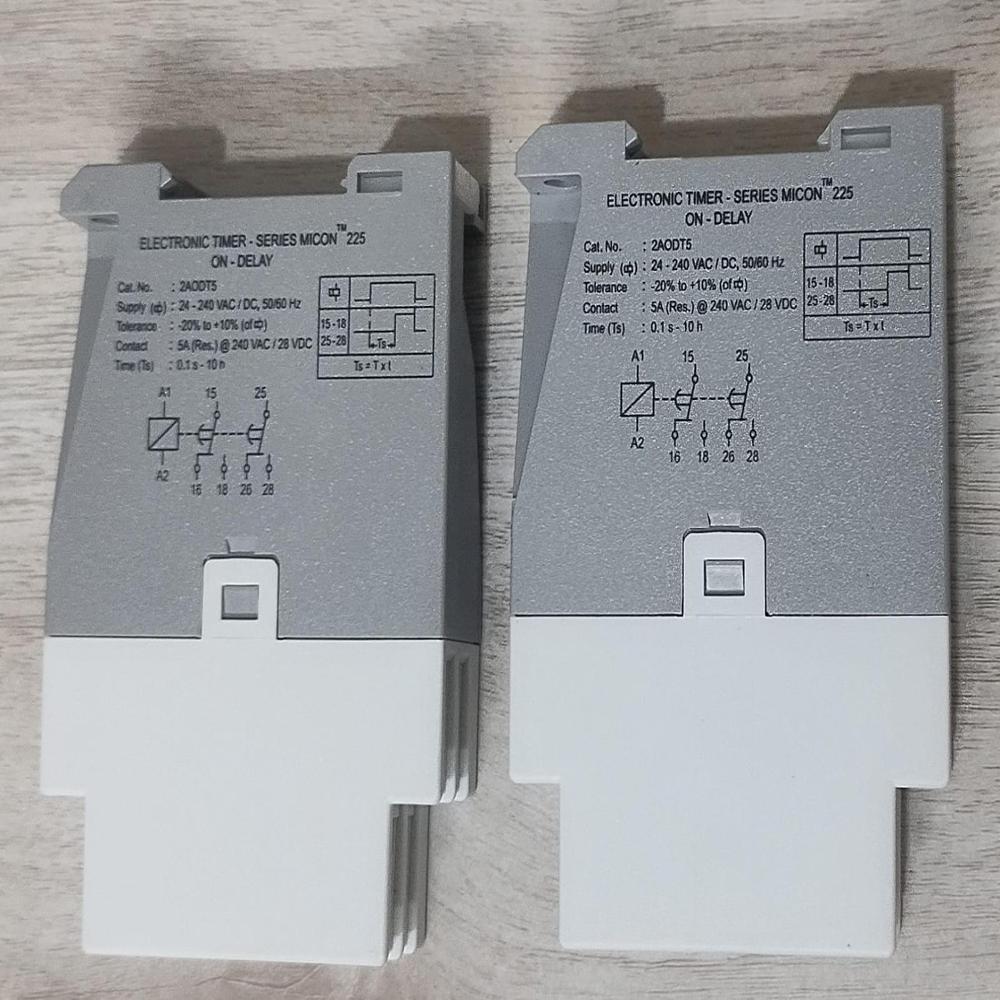 ELECTRONIC TIMER - SERIES MICON™ 225
ON - DELAY
Cat. No. : 2AODT5
Supply ( ) : 24 - 240 VAC / DC, 50/60 Hz
Tolerance : -20% to +10% (of )
Contact : 5A (Res.) @ 240 VAC / 28 VDC
Time (Ts) : 0.1 s - 10 h
15 - 18
25 - 28
Ts
Ts = T x t
A1 15 25
A2
16 18 26 28
ELECTRONIC TIMER - SERIES MICON™ 225
ON - DELAY
Cat. No. : 2AODT5
Supply ( ) : 24 - 240 VAC / DC, 50/60 Hz
Tolerance : -20% to +10% (of )
Contact : 5A (Res.) @ 240 VAC / 28 VDC
Time (Ts) : 0.1 s - 10 h
15 - 18
25 - 28
Ts
Ts = T x t
A1 15 25
A2
16 18 26 28